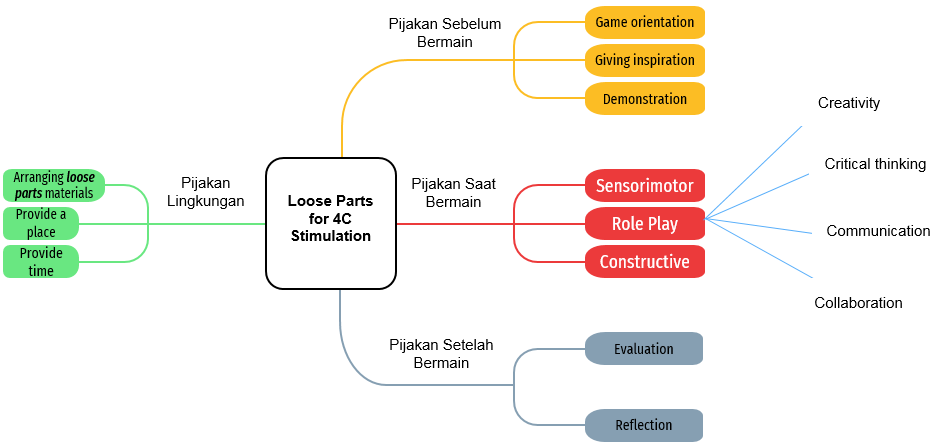 Pijakan Sebelum
Bermain
Game orientation
Giving inspiration
Demonstration
Creativity
Critical thinking
Communication
Collaboration
Arranging loose
parts materials
Provide a
place
Provide
time
Pijakan
Lingkungan
Loose Parts
for 4C
Stimulation
Pijakan Saat
Bermain
Sensorimotor
Role Play
Constructive
Pijakan Setelah
Bermain
Evaluation
Reflection